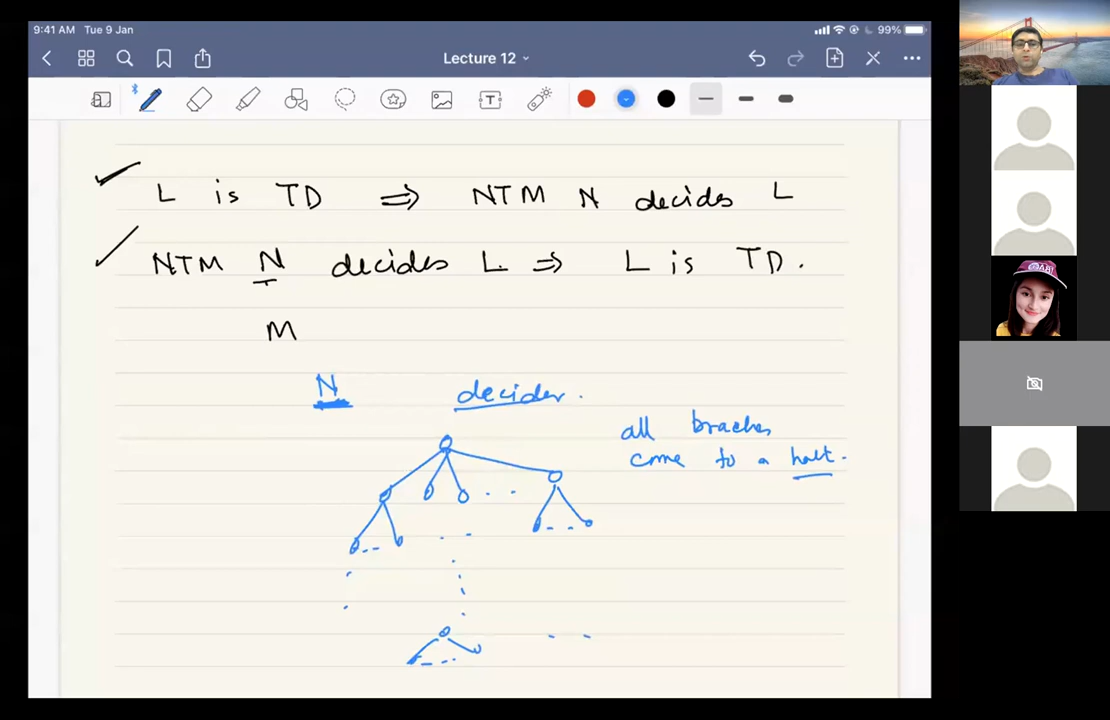 9:41 AM Tue 9 Jan
99%
Lecture 12
L is TD ⇒ NTM N decides L
NTM N decides L ⇒ L is TD.
M
N decider.
all braches
come to a halt.